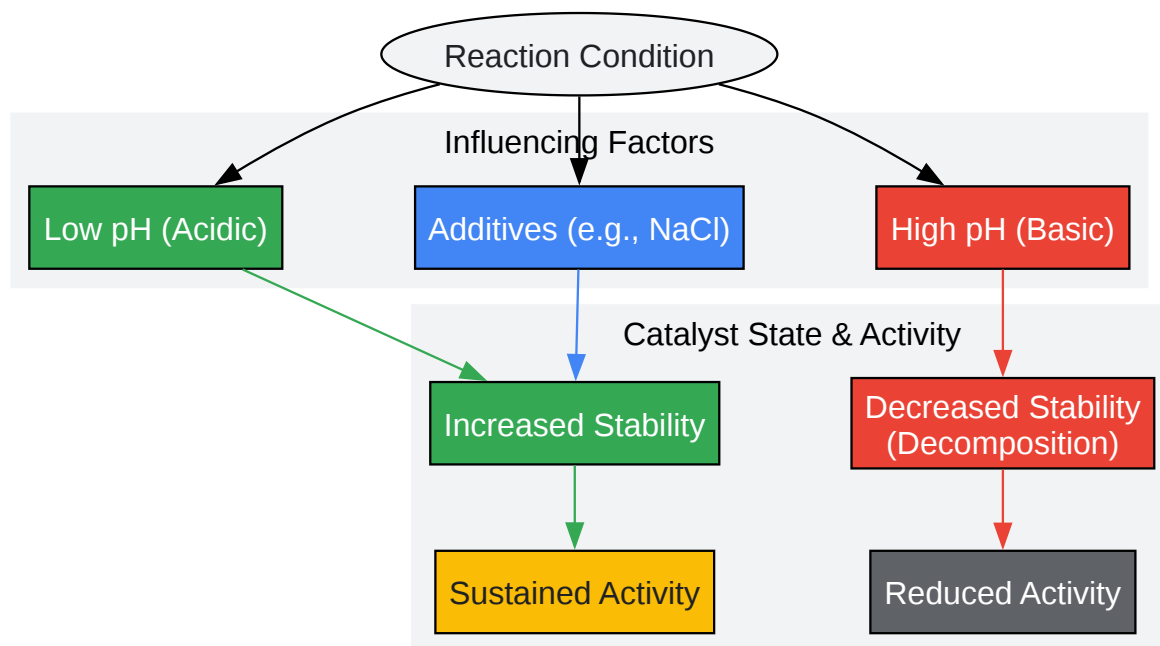 Reaction Condition
Influencing Factors
Low pH (Acidic)
Additives (e.g., NaCl)
High pH (Basic)
Catalyst State & Activity
Increased Stability
Decreased Stability
(Decomposition)
Sustained Activity
Reduced Activity